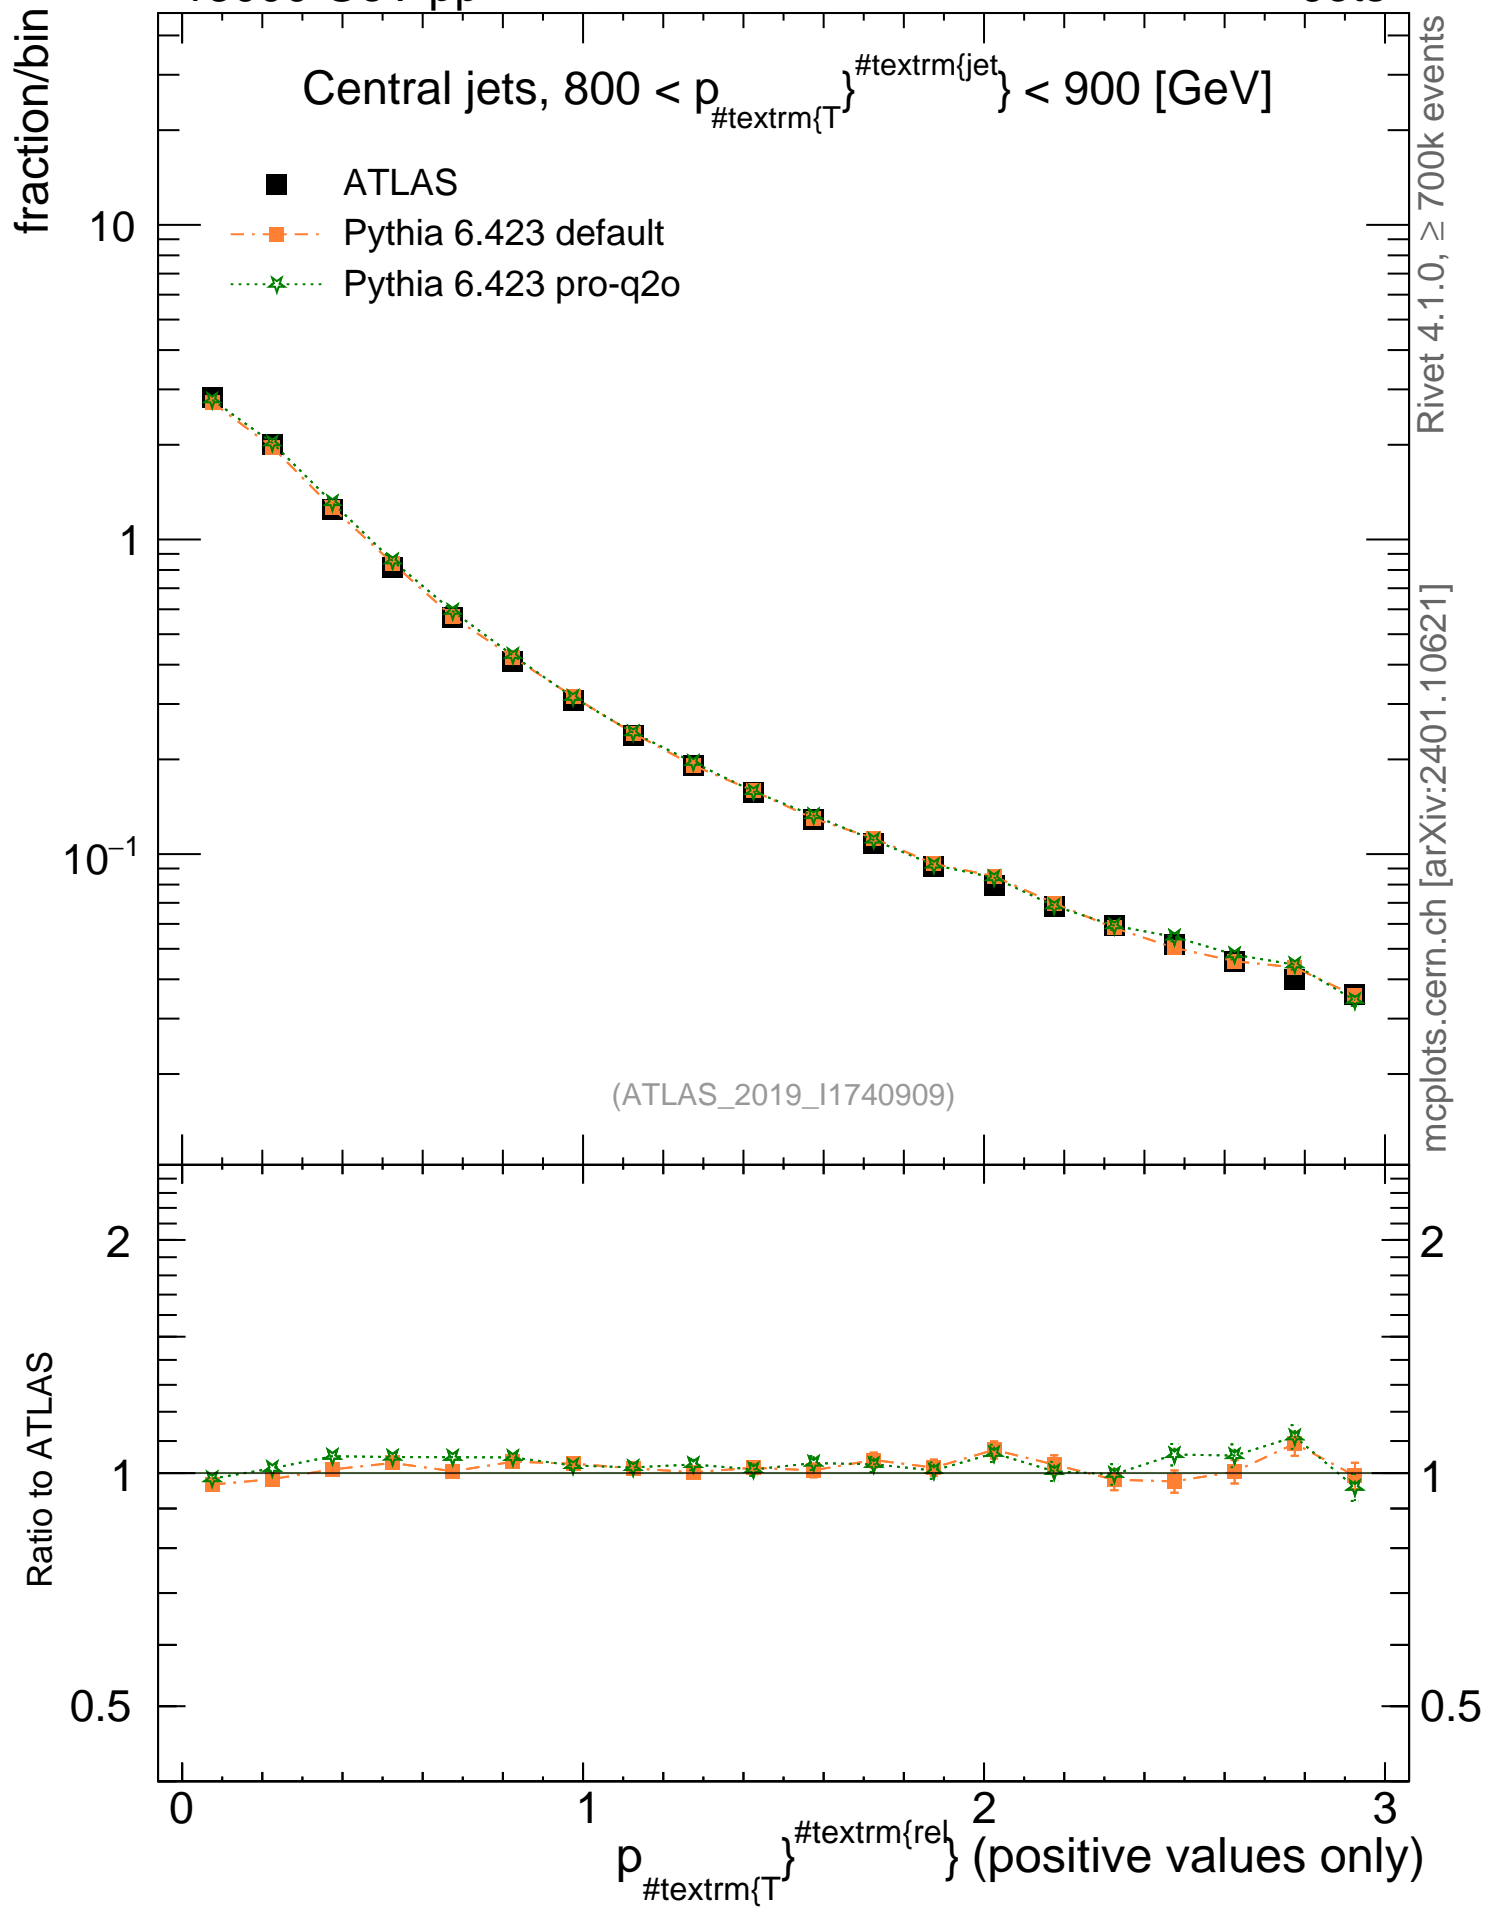 fraction/bin
Central jets, 800 < p_#textrm{T}^#textrm{jet}} < 900 [GeV]
ATLAS
Pythia 6.423 default
Pythia 6.423 pro-q2o
10
1
10⁻¹
(ATLAS_2019_I1740909)
Rivet 4.1.0, ≥ 700k events
mcplots.cern.ch [arXiv:2401.10621]
Ratio to ATLAS
2
1
0.5
2
1
0.5
0 1 2 3
p_#textrm{T}^#textrm{rel}} (positive values only)